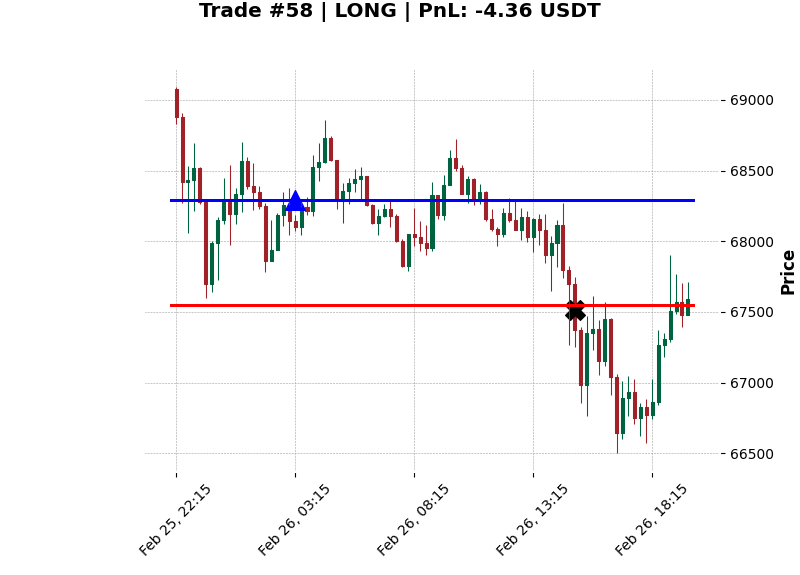 Trade #58 | LONG | PnL: -4.36 USDT
69000
68500
68000
67500
67000
66500
Price
Feb 25, 22:15
Feb 26, 03:15
Feb 26, 08:15
Feb 26, 13:15
Feb 26, 18:15